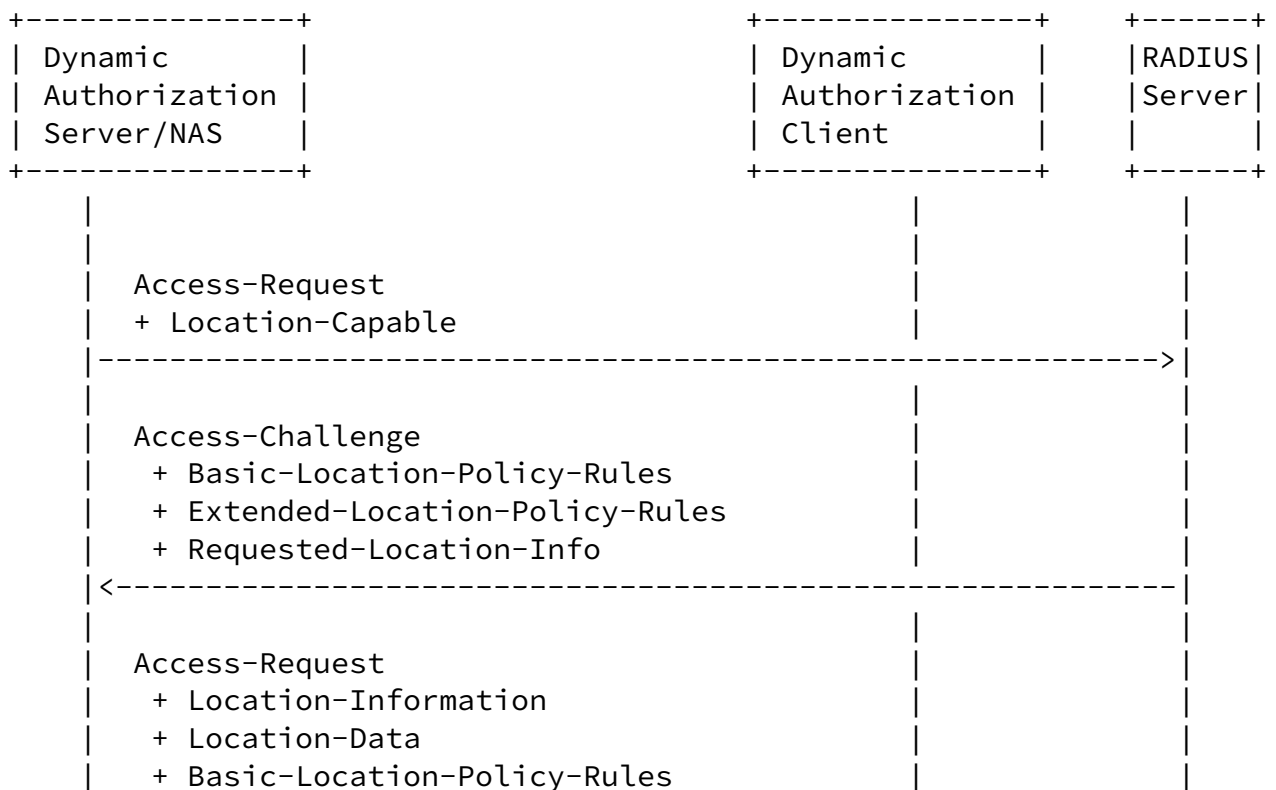 Dynamic Dynamic RADIUS
Authorization Authorization Server
Server/NAS Client
Access-Request
+ Location-Capable
Access-Challenge
+ Basic-Location-Policy-Rules
+ Extended-Location-Policy-Rules
+ Requested-Location-Info
Access-Request
+ Location-Information
+ Location-Data
+ Basic-Location-Policy-Rules